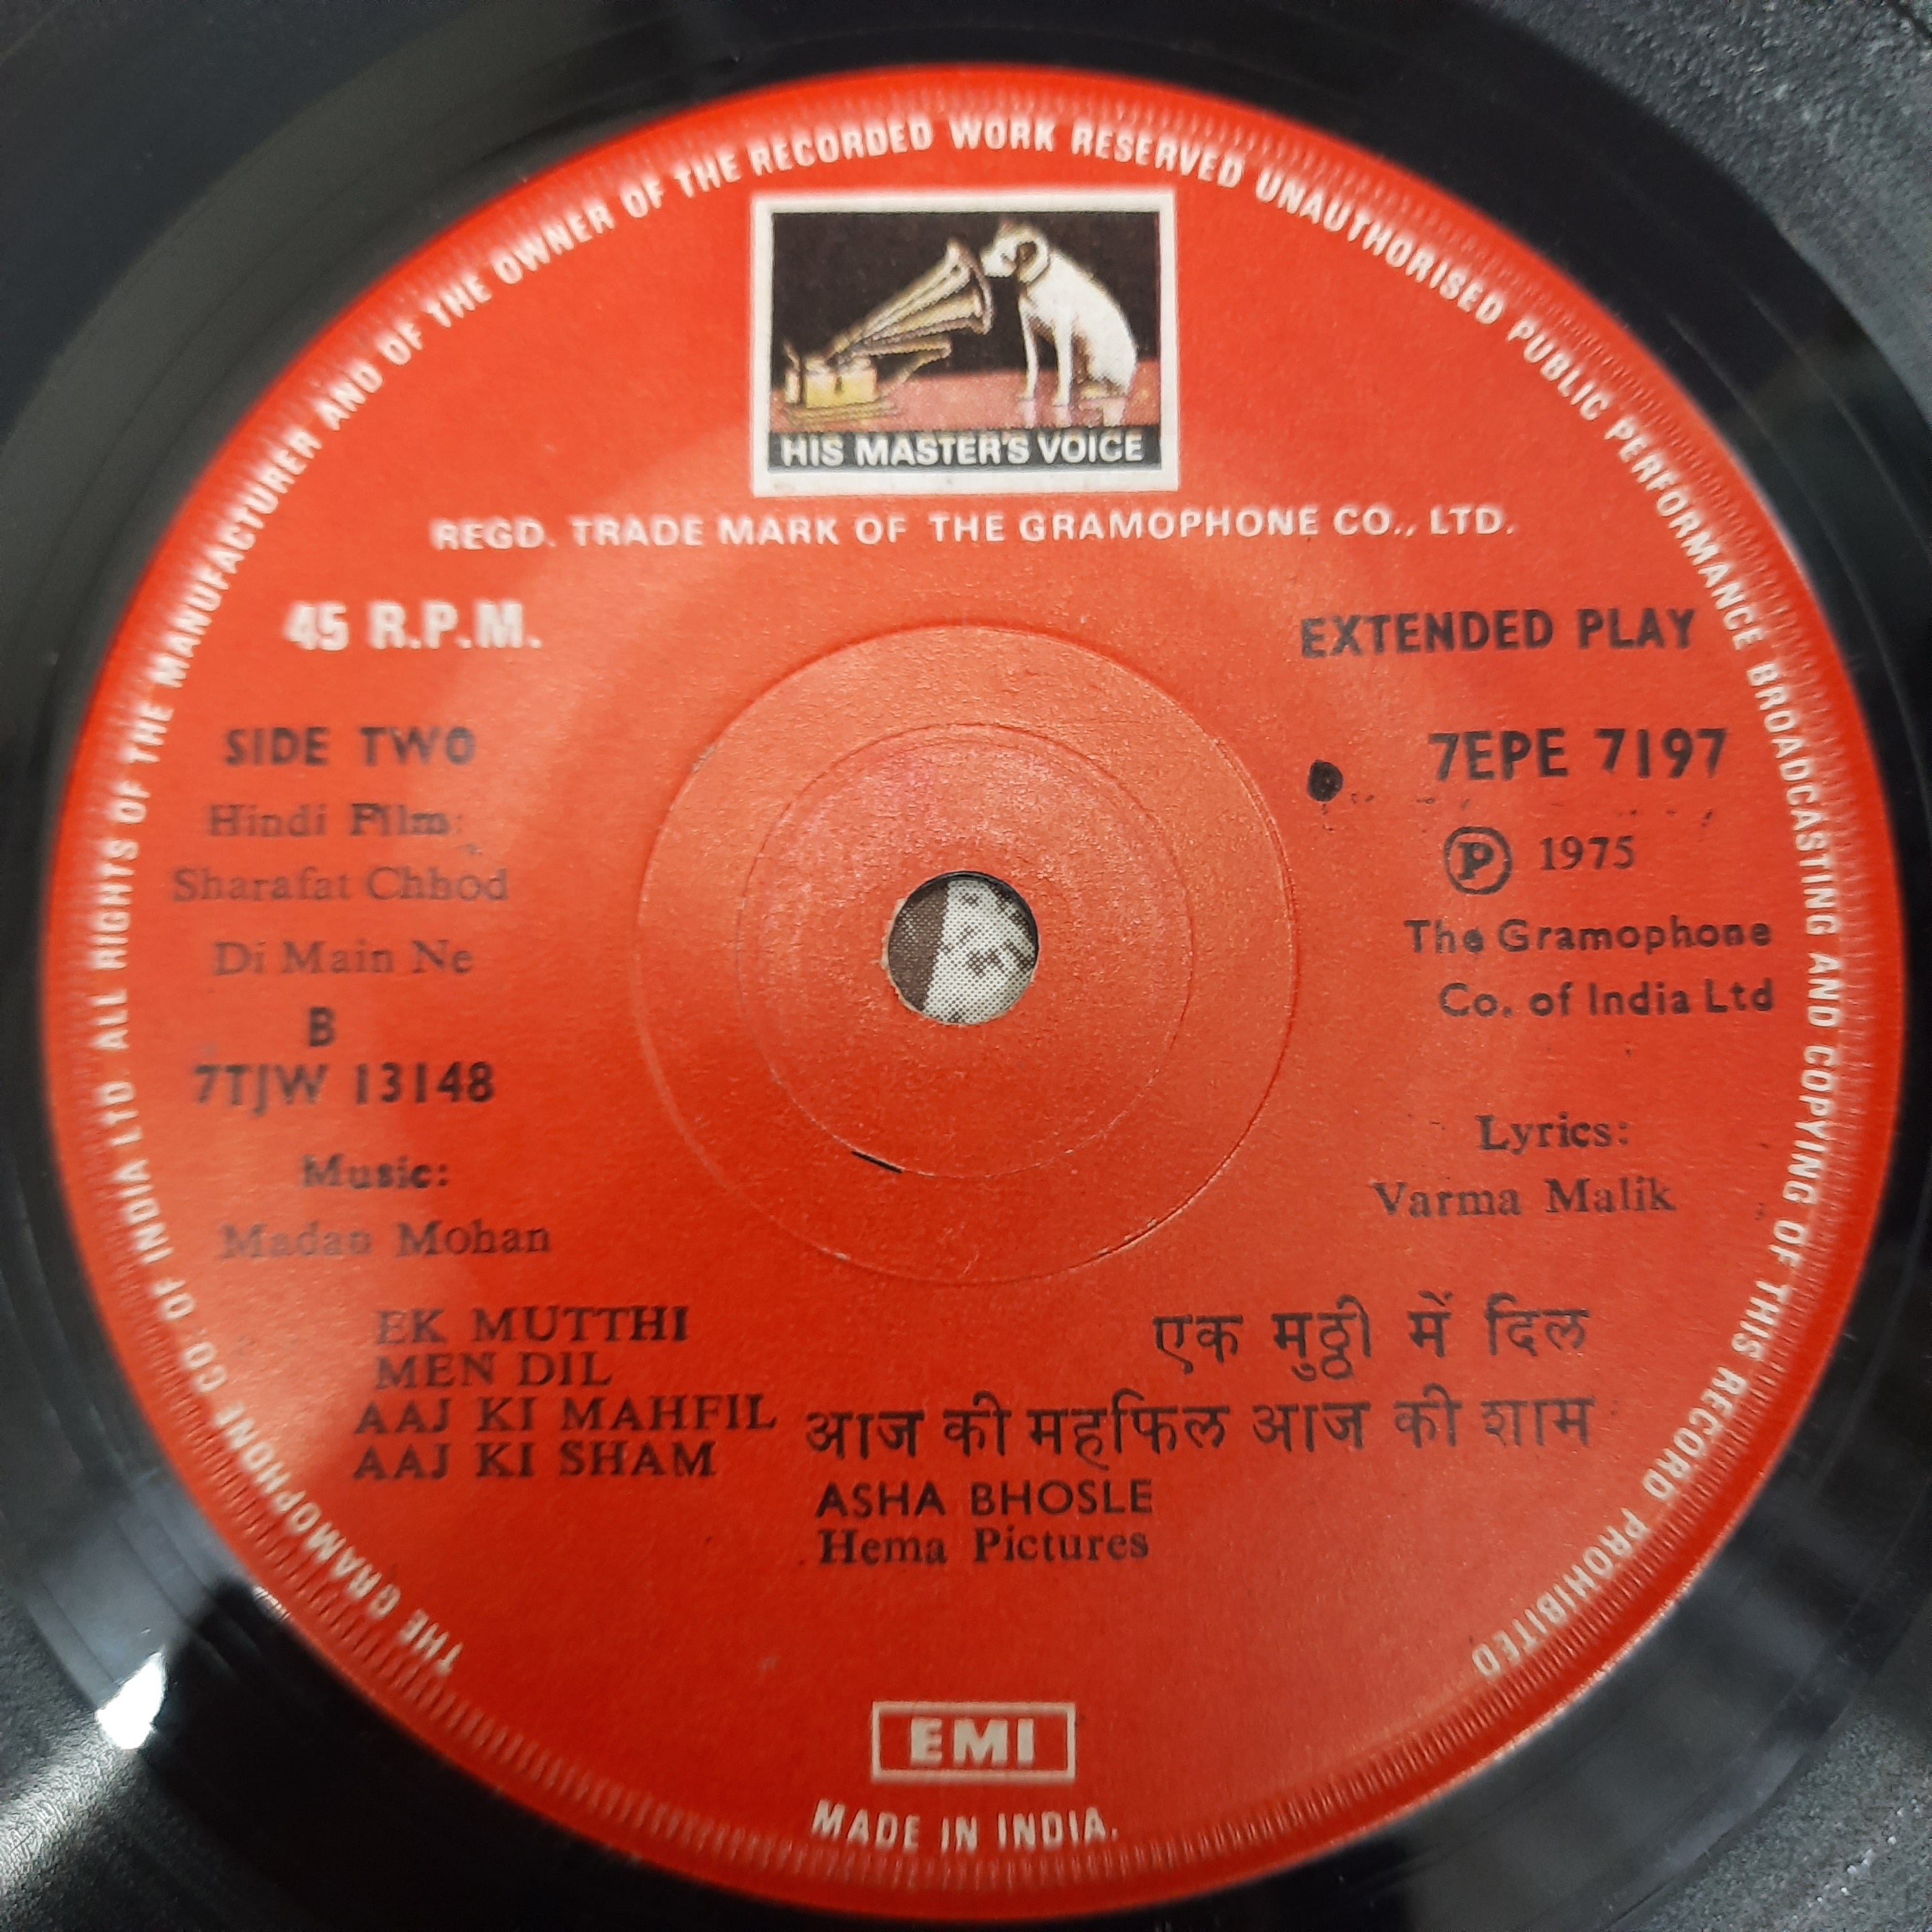 THE GRAMOPHONE CO. OF INDIA LTD. ALL RIGHTS OF THE MANUFACTURER AND OF THE OWNER OF THE RECORDED WORK RESERVED UNAUTHORISED PUBLIC PERFORMANCE BROADCASTING AND COPYING OF THIS RECORD PROHIBITED
HIS MASTER'S VOICE
REGD. TRADE MARK OF THE GRAMOPHONE CO., LTD.
45 R.P.M.
EXTENDED PLAY
SIDE TWO
Hindi Film:
Sharafat Chhod
Di Main Ne
B
7TJW 13148
Music:
Madan Mohan
7EPE 7197
Ⓟ 1975
The Gramophone
Co. of India Ltd
Lyrics:
Varma Malik
EK MUTTHI
MEN DIL
AAJ KI MAHFIL
AAJ KI SHAM
एक मुठ्ठी में दिल
आज की महफिल आज की शाम
ASHA BHOSLE
Hema Pictures
EMI
MADE IN INDIA.